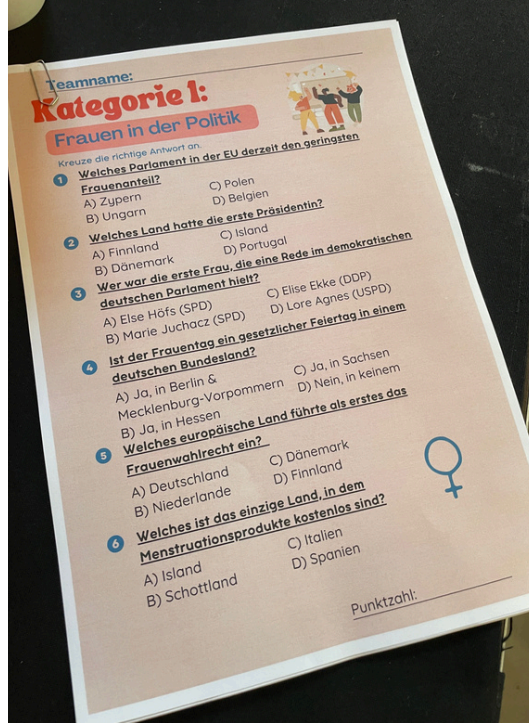 Teamname:
Kategorie 1:
Frauen in der Politik
Kreuze die richtige Antwort an.
1 Welches Parlament in der EU derzeit den geringsten
Frauenanteil?
A) Zypern C) Polen
B) Ungarn D) Belgien
2 Welches Land hatte die erste Präsidentin?
A) Finnland C) Island
B) Dänemark D) Portugal
3 Wer war die erste Frau, die eine Rede im demokratischen
deutschen Parlament hielt?
A) Else Höfs (SPD) C) Elise Ekke (DDP)
B) Marie Juchacz (SPD) D) Lore Agnes (USPD)
4 Ist der Frauentag ein gesetzlicher Feiertag in einem
deutschen Bundesland?
A) Ja, in Berlin &
Mecklenburg-Vorpommern C) Ja, in Sachsen
B) Ja, in Hessen D) Nein, in keinem
5 Welches europäische Land führte als erstes das
Frauenwahlrecht ein?
A) Deutschland C) Dänemark
B) Niederlande D) Finnland
6 Welches ist das einzige Land, in dem
Menstruationsprodukte kostenlos sind?
A) Island C) Italien
B) Schottland D) Spanien
Punktzahl: